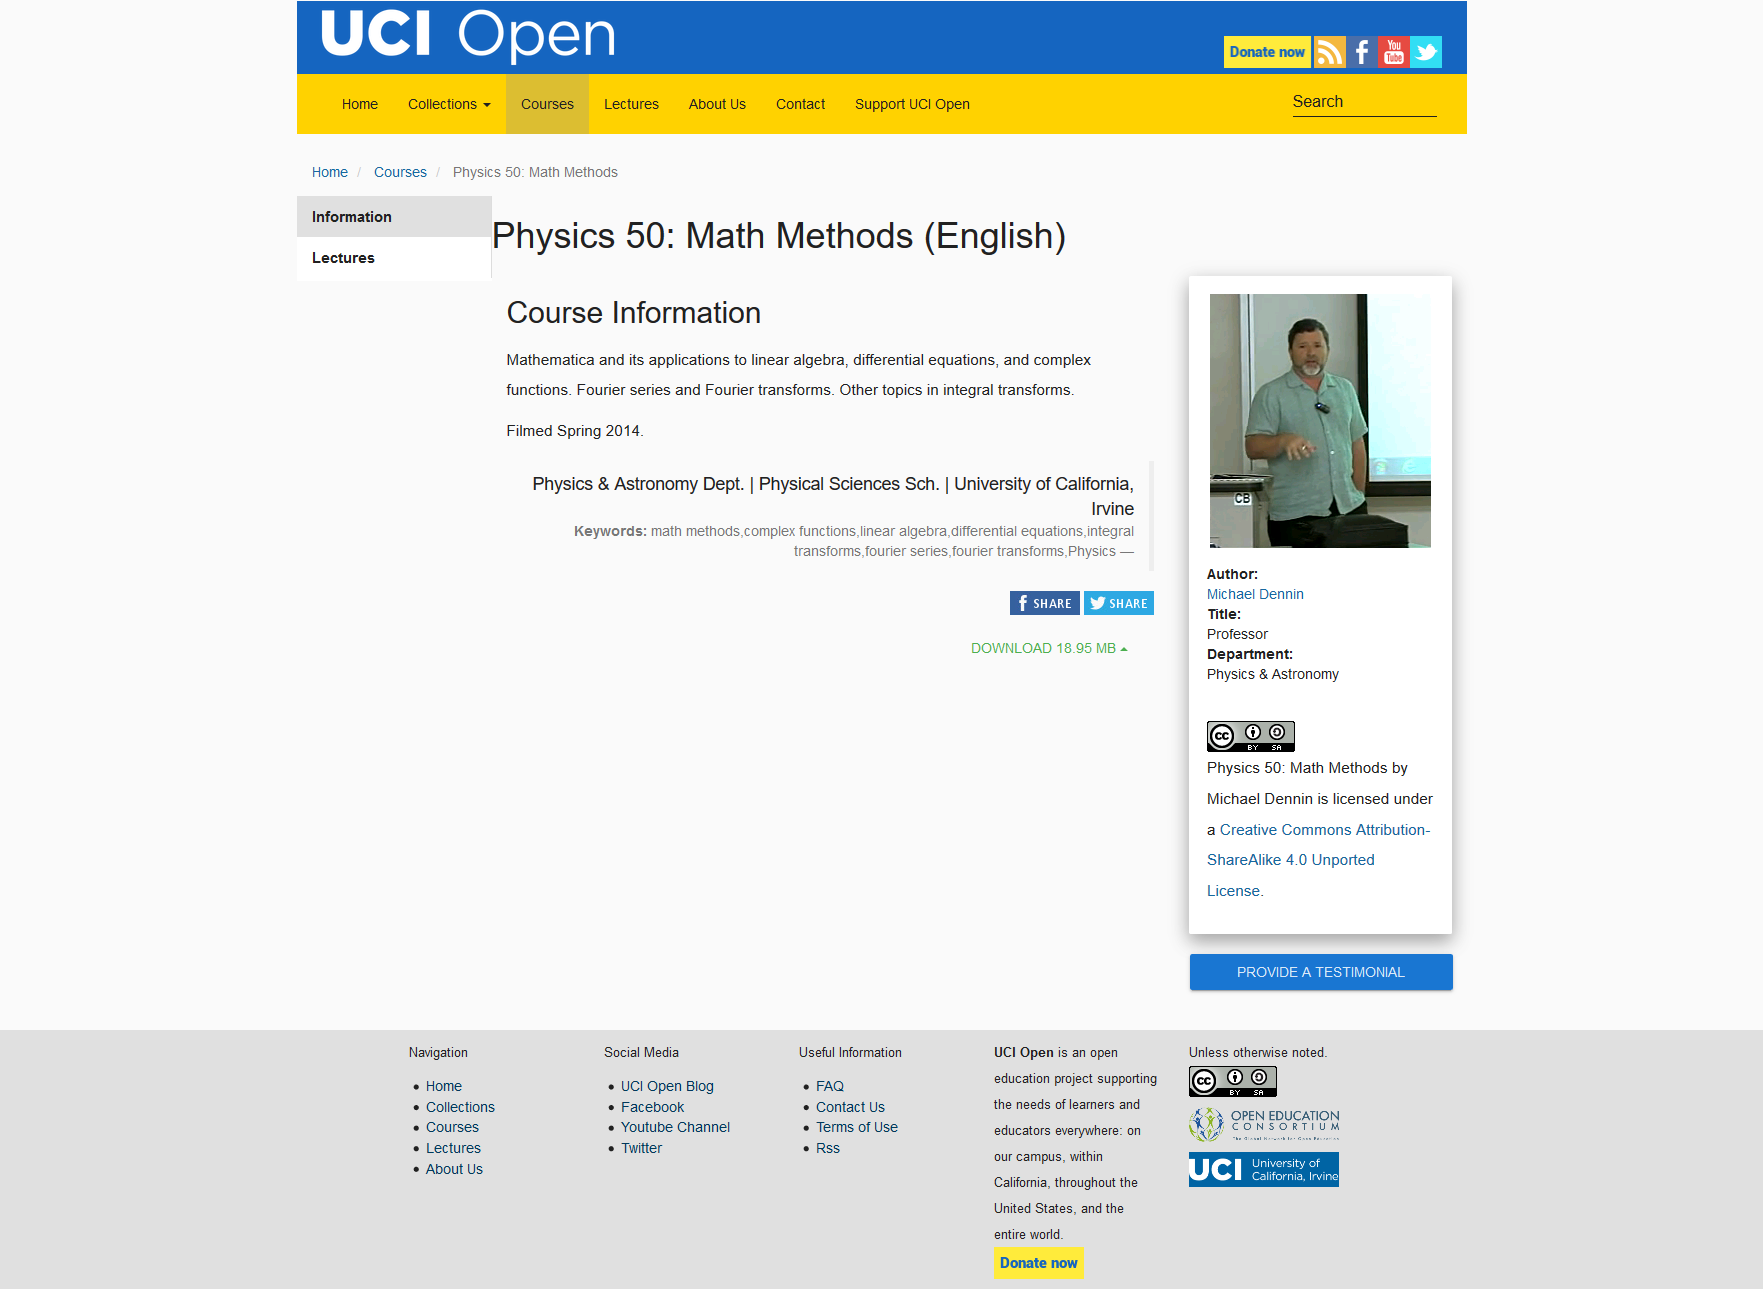 UCI Open
Donate now
You Tube
Home Collections Courses Lectures About Us Contact Support UCI Open Search
Home / Courses / Physics 50: Math Methods
Information
Lectures
Physics 50: Math Methods (English)
Course Information
Mathematica and its applications to linear algebra, differential equations, and complex
functions. Fourier series and Fourier transforms. Other topics in integral transforms.
Filmed Spring 2014.
Physics & Astronomy Dept. | Physical Sciences Sch. | University of California,
Irvine
Keywords: math methods,complex functions,linear algebra,differential equations,integral
transforms,fourier series,fourier transforms,Physics —
SHARE SHARE
DOWNLOAD 18.95 MB
CB
Author:
Michael Dennin
Title:
Professor
Department:
Physics & Astronomy
cc BY SA
Physics 50: Math Methods by
Michael Dennin is licensed under
a Creative Commons Attribution-
ShareAlike 4.0 Unported
License.
PROVIDE A TESTIMONIAL
Navigation
Home
Collections
Courses
Lectures
About Us
Social Media
UCI Open Blog
Facebook
Youtube Channel
Twitter
Useful Information
FAQ
Contact Us
Terms of Use
Rss
UCI Open is an open
education project supporting
the needs of learners and
educators everywhere: on
our campus, within
California, throughout the
United States, and the
entire world.
Donate now
Unless otherwise noted.
cc BY SA
OPEN EDUCATION
CONSORTIUM
The Global Network for Open Education
UCI University of
California, Irvine